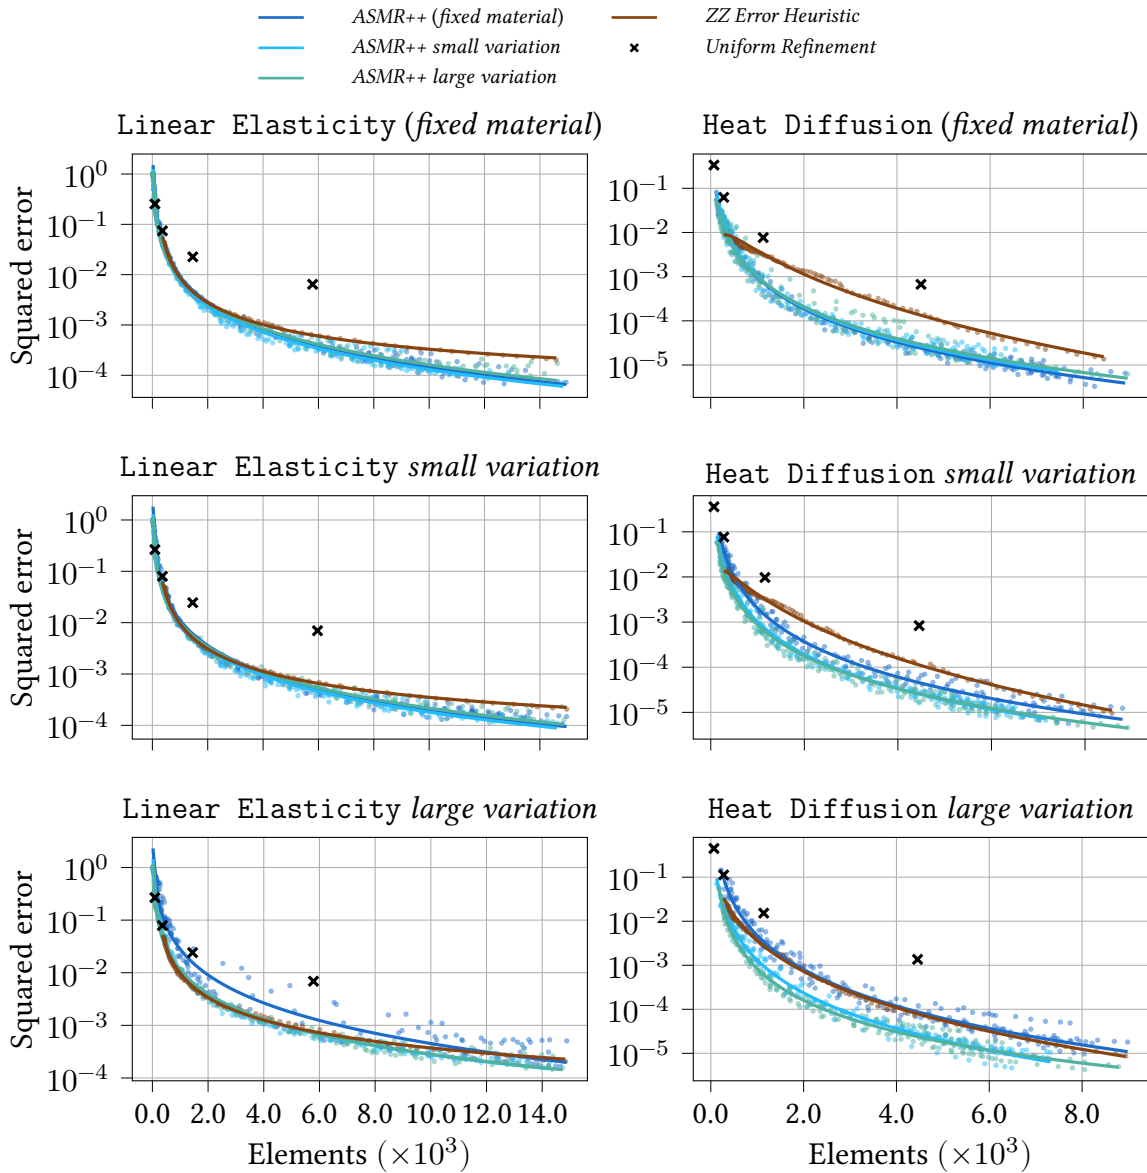 ASMR++ (fixed material)
ZZ Error Heuristic
ASMR++ small variation
Uniform Refinement
ASMR++ large variation
Linear Elasticity (fixed material)
Heat Diffusion (fixed material)
Squared error
10^0
10^-1
10^-2
10^-3
10^-4
10^-1
10^-2
10^-3
10^-4
10^-5
Linear Elasticity small variation
Heat Diffusion small variation
Squared error
10^0
10^-1
10^-2
10^-3
10^-4
10^-1
10^-2
10^-3
10^-4
10^-5
Linear Elasticity large variation
Heat Diffusion large variation
Squared error
10^0
10^-1
10^-2
10^-3
10^-4
10^-1
10^-2
10^-3
10^-4
10^-5
0.0 2.0 4.0 6.0 8.0 10.0 12.0 14.0
0.0 2.0 4.0 6.0 8.0
Elements (×10^3)
Elements (×10^3)